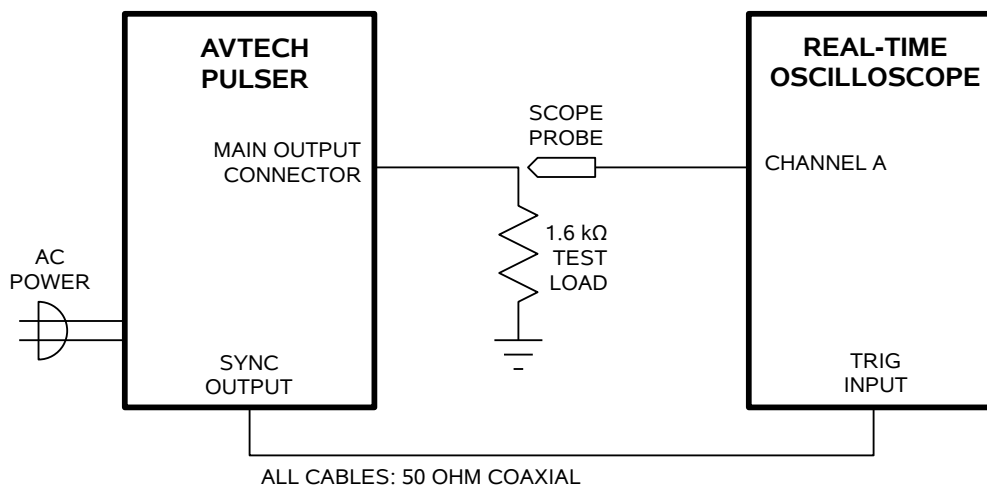 AVTECH
PULSER
MAIN OUTPUT
CONNECTOR
AC
POWER
SYNC
OUTPUT
SCOPE
PROBE
1.6 kΩ
TEST
LOAD
REAL-TIME
OSCILLOSCOPE
CHANNEL A
TRIG
INPUT
ALL CABLES: 50 OHM COAXIAL